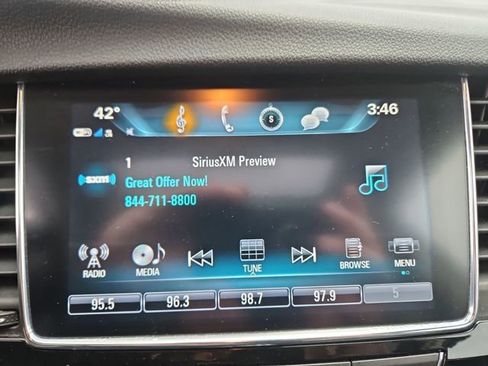 42° 3:46
S
1 SiriusXM Preview
((sxm))
Great Offer Now!
844-711-8800
RADIO MEDIA TUNE BROWSE MENU
95.5 96.3 98.7 97.9 5